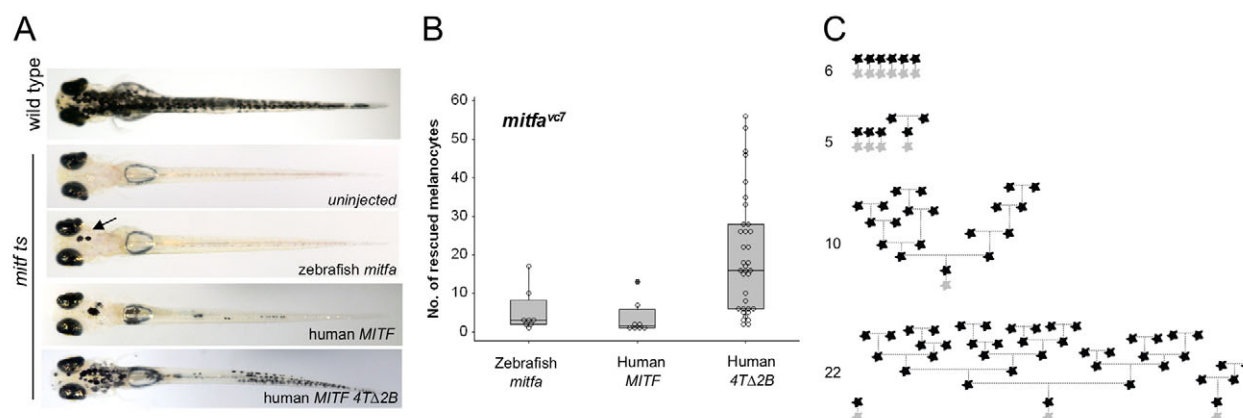 A
wild type
mitf ts
uninjected
zebrafish mitfa
human MITF
human MITF 4TΔ2B
B
mitfa^vc7
No. of rescued melanocytes
60
50
40
30
20
10
0
Zebrafish
mitfa
Human
MITF
Human
4TΔ2B
C
6
5
10
22